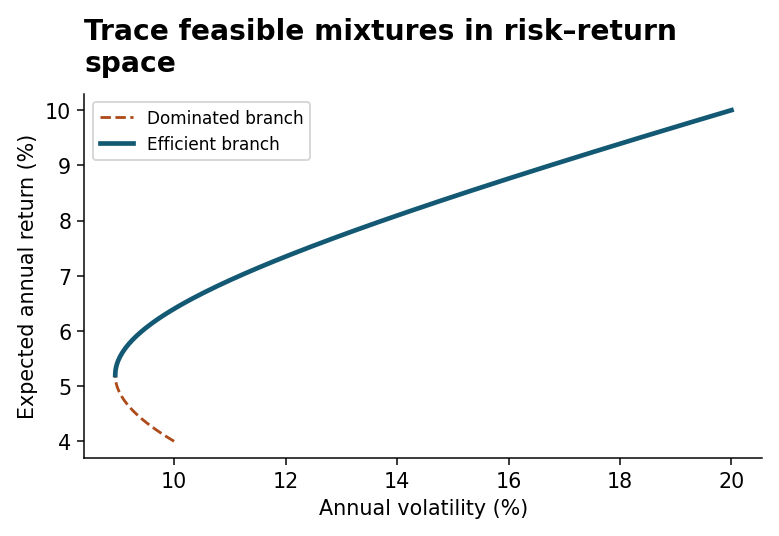 Trace feasible mixtures in risk–return
space
Dominated branch
Efficient branch
Expected annual return (%)
10
9
8
7
6
5
4
10 12 14 16 18 20
Annual volatility (%)